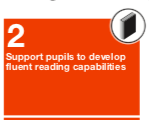 2
Support pupils to develop
fluent reading capabilities